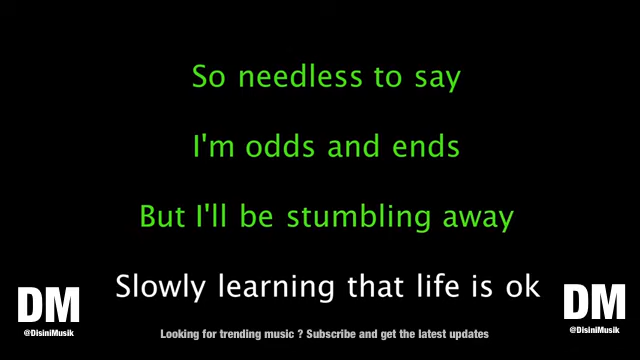 So needless to say
I'm odds and ends
But I'll be stumbling away
Slowly learning that life is ok
DM
@DisiniMusik
DM
@DisiniMusik
Looking for trending music ? Subscribe and get the latest updates